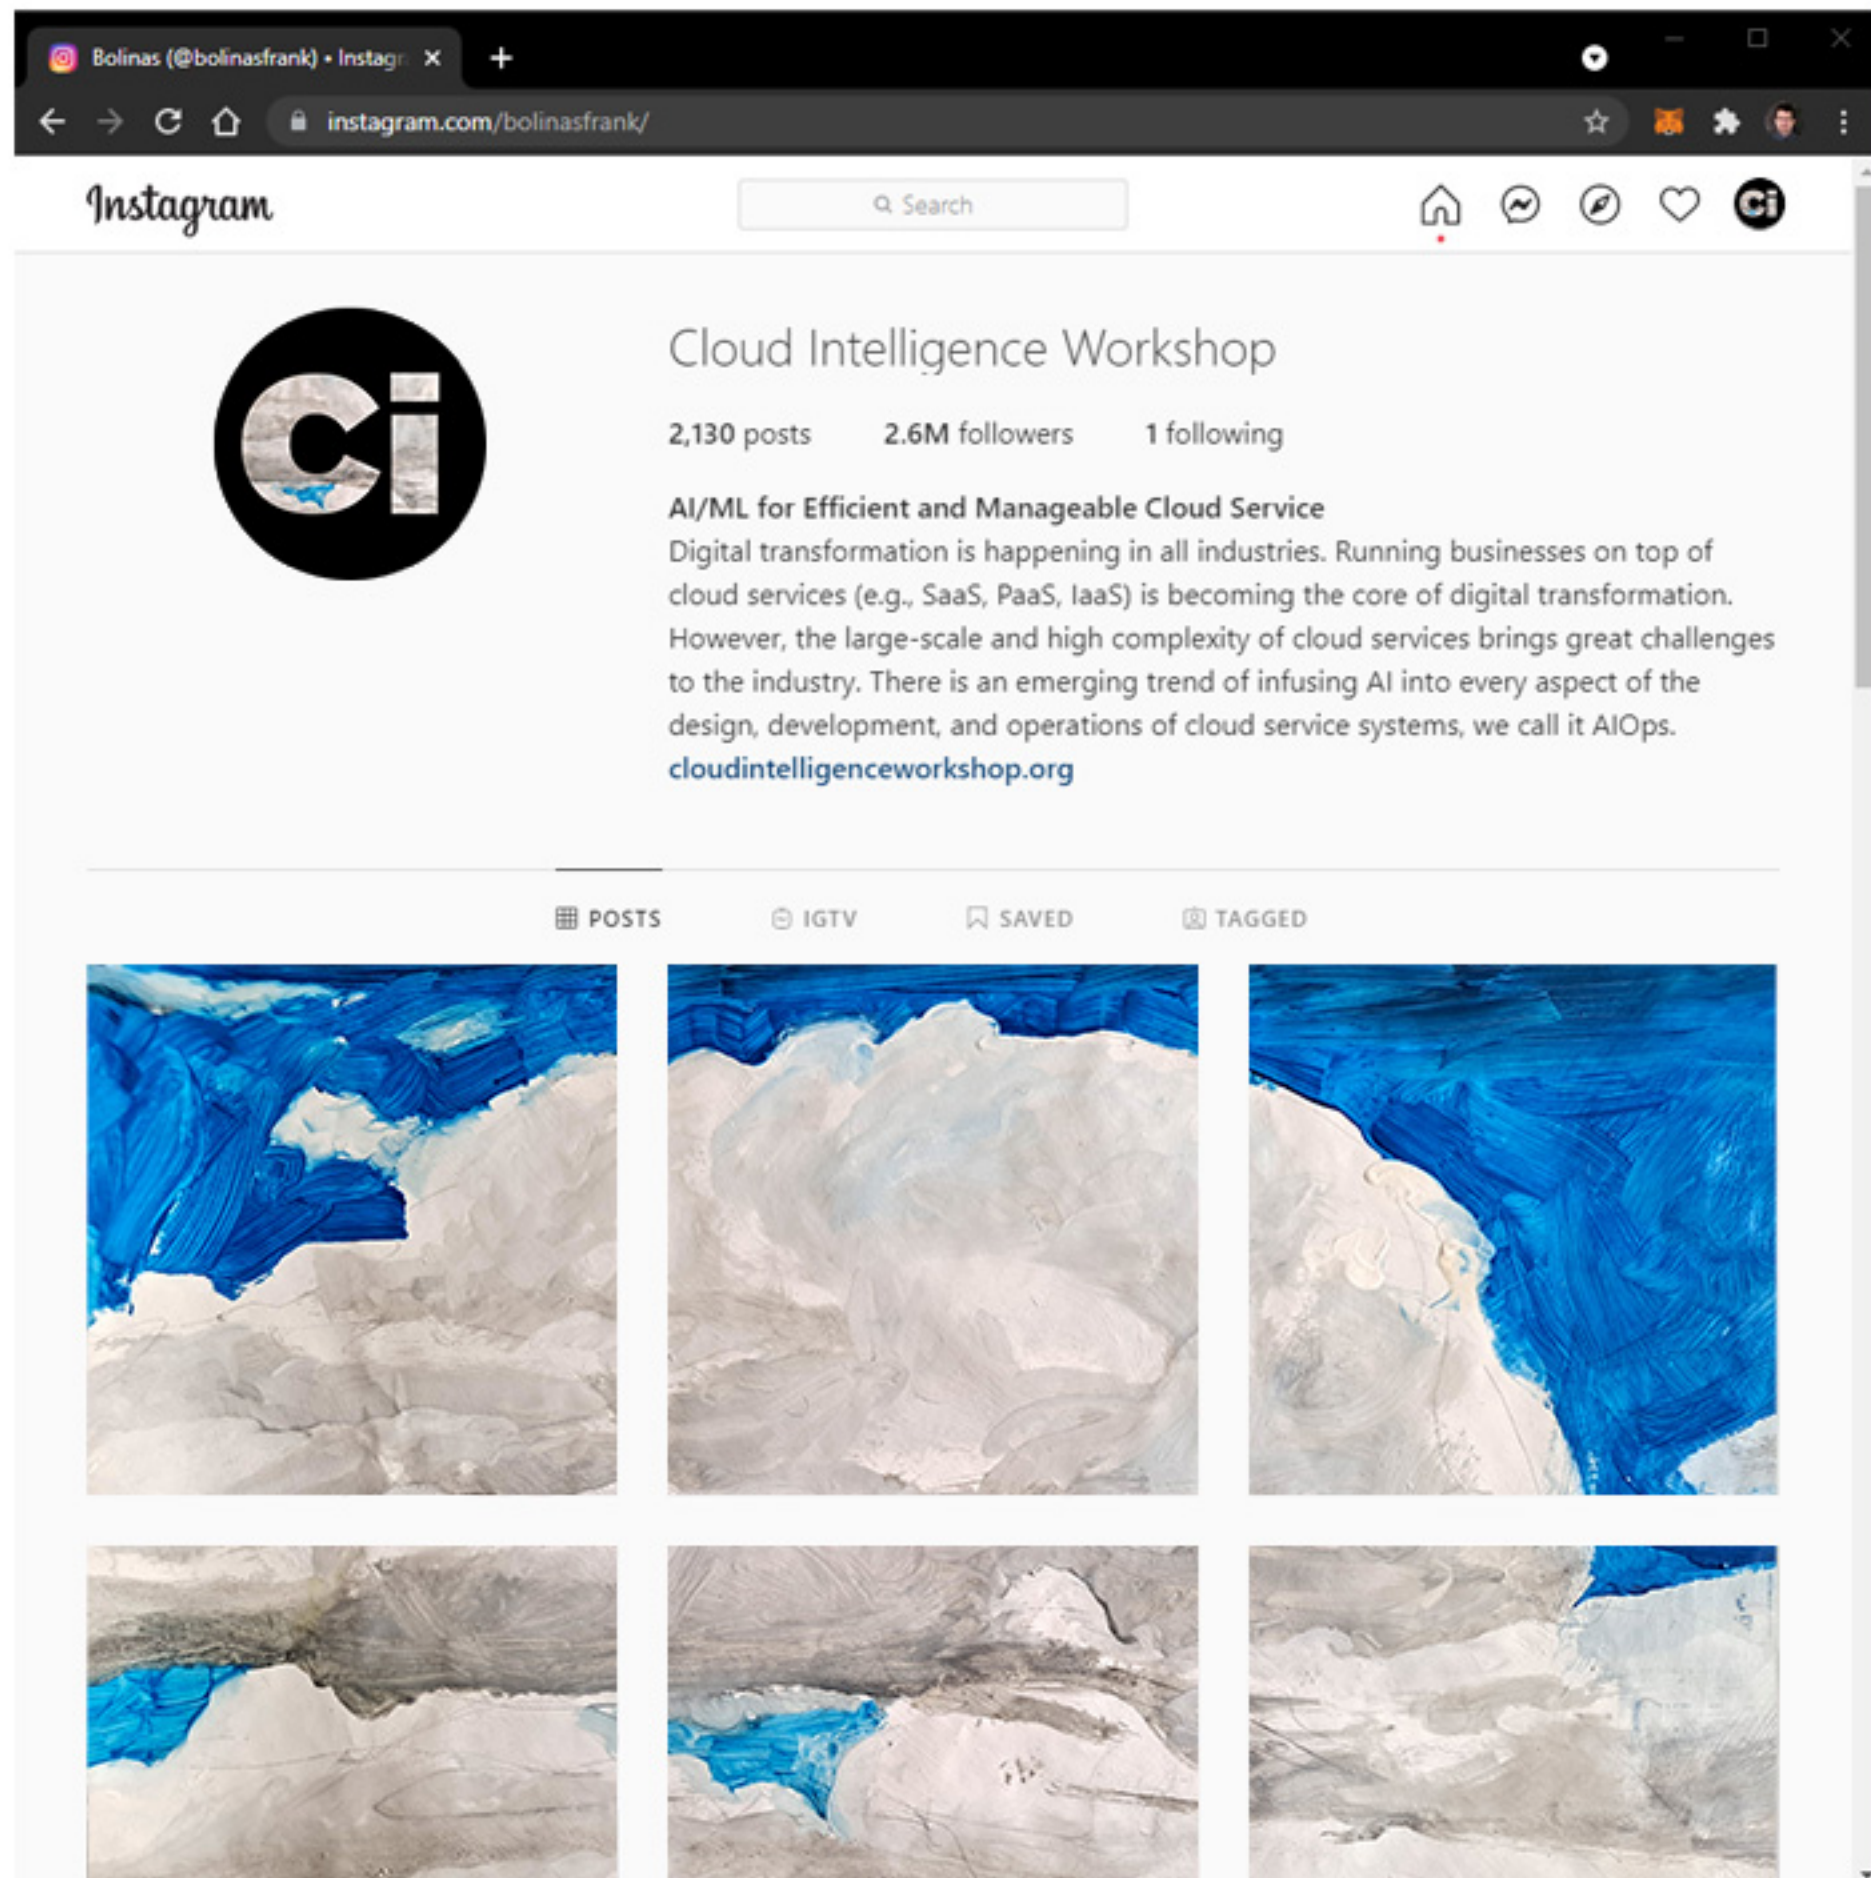 Bolinas (@bolinasfrank) • Instagr
instagram.com/bolinasfrank/
Instagram
Search
Ci
Ci
Cloud Intelligence Workshop
2,130 posts 2.6M followers 1 following
AI/ML for Efficient and Manageable Cloud Service
Digital transformation is happening in all industries. Running businesses on top of
cloud services (e.g., SaaS, PaaS, IaaS) is becoming the core of digital transformation.
However, the large-scale and high complexity of cloud services brings great challenges
to the industry. There is an emerging trend of infusing AI into every aspect of the
design, development, and operations of cloud service systems, we call it AIOps.
cloudintelligenceworkshop.org
POSTS IGTV SAVED TAGGED